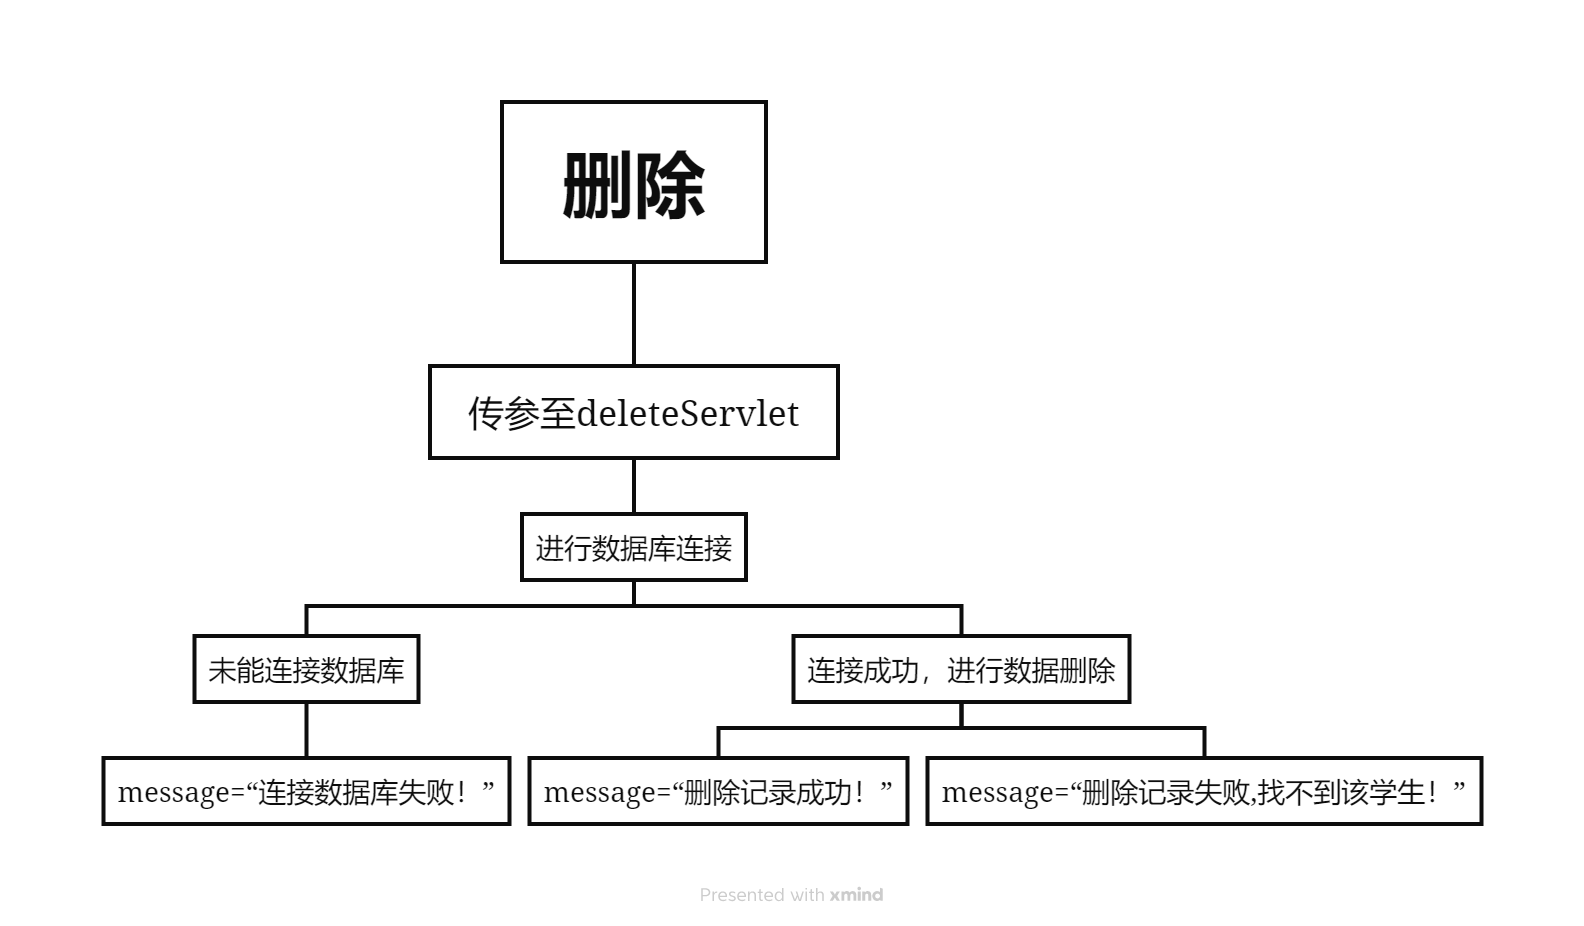 删除
传参至deleteServlet
进行数据库连接
未能连接数据库
连接成功，进行数据删除
message=“连接数据库失败！”
message=“删除记录成功！”
message=“删除记录失败,找不到该学生！”
Presented with xmind